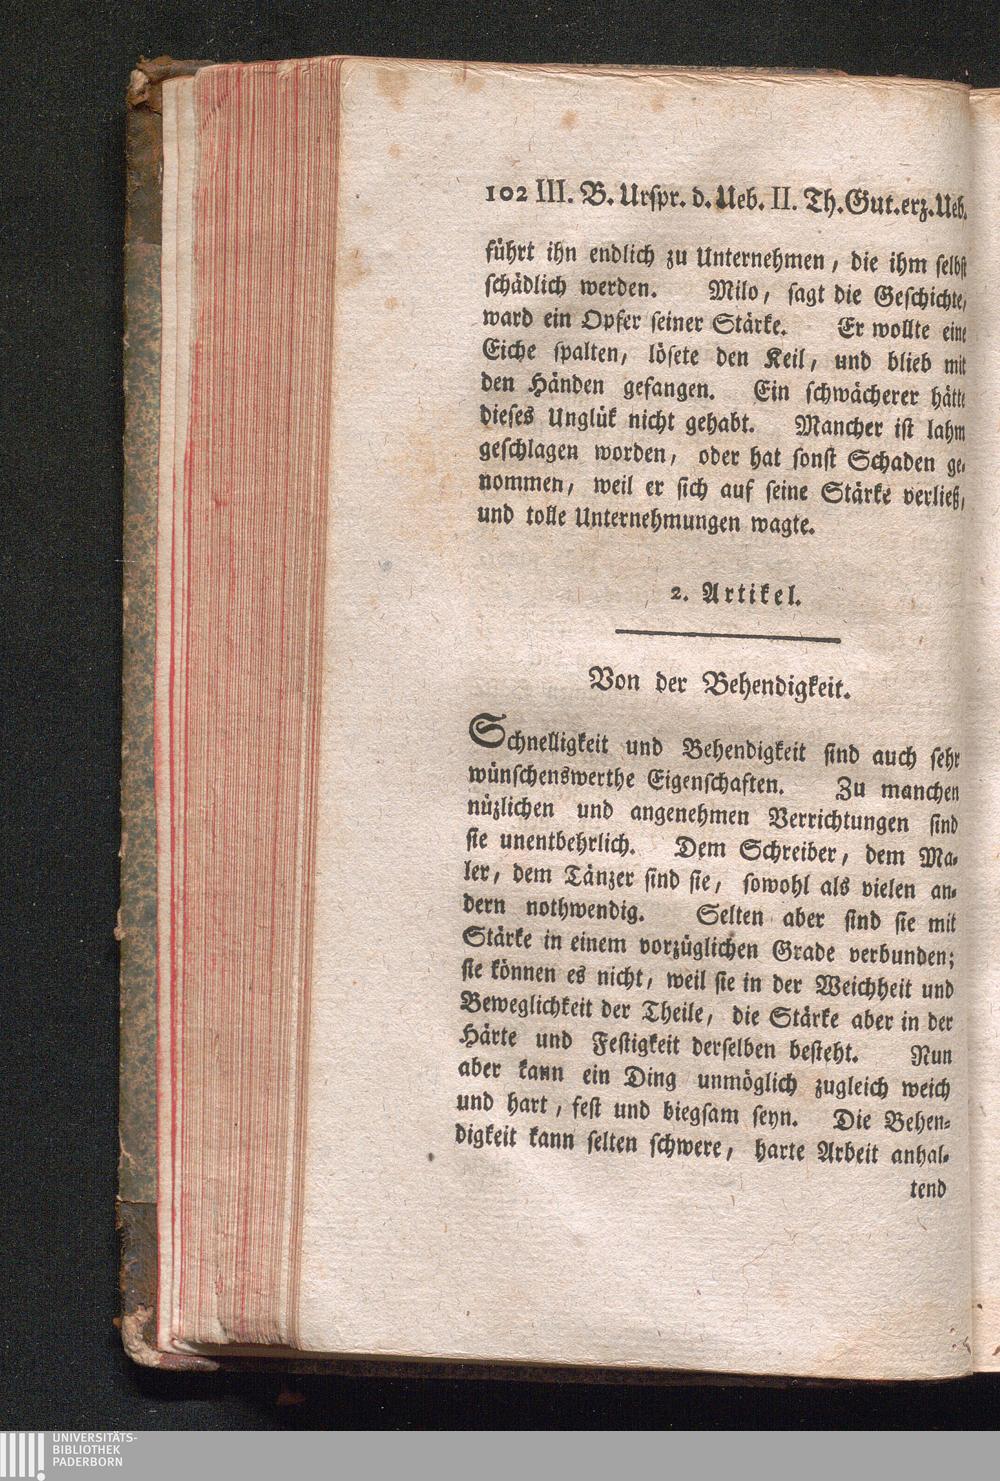 102 III. B. Urspr. d. Ueb. II. Th. Gut. erz. Ueb.
führt ihn endlich zu Unternehmen, die ihm selbst
schädlich werden. Milo, sagt die Geschichte,
ward ein Opfer seiner Stärke. Er wollte eine
Eiche spalten, lösete den Keil, und blieb mit
den Händen gefangen. Ein schwächerer hätte
dieses Unglük nicht gehabt. Mancher ist lahm
geschlagen worden, oder hat sonst Schaden ge-
nommen, weil er sich auf seine Stärke verließ,
und tolle Unternehmungen wagte.
2. Artikel.
Von der Behendigkeit.
Schnelligkeit und Behendigkeit sind auch sehr
wünschenswerthe Eigenschaften. Zu manchen
nüzlichen und angenehmen Verrichtungen sind
sie unentbehrlich. Dem Schreiber, dem Ma-
ler, dem Tänzer sind sie, sowohl als vielen an-
dern nothwendig. Selten aber sind sie mit
Stärke in einem vorzüglichen Grade verbunden;
sie können es nicht, weil sie in der Weichheit und
Beweglichkeit der Theile, die Stärke aber in der
Härte und Festigkeit derselben besteht. Nun
aber kann ein Ding unmöglich zugleich weich
und hart, fest und biegsam seyn. Die Behen-
digkeit kann selten schwere, harte Arbeit anhal-
tend
UNIVERSITÄTS-
BIBLIOTHEK
PADERBORN